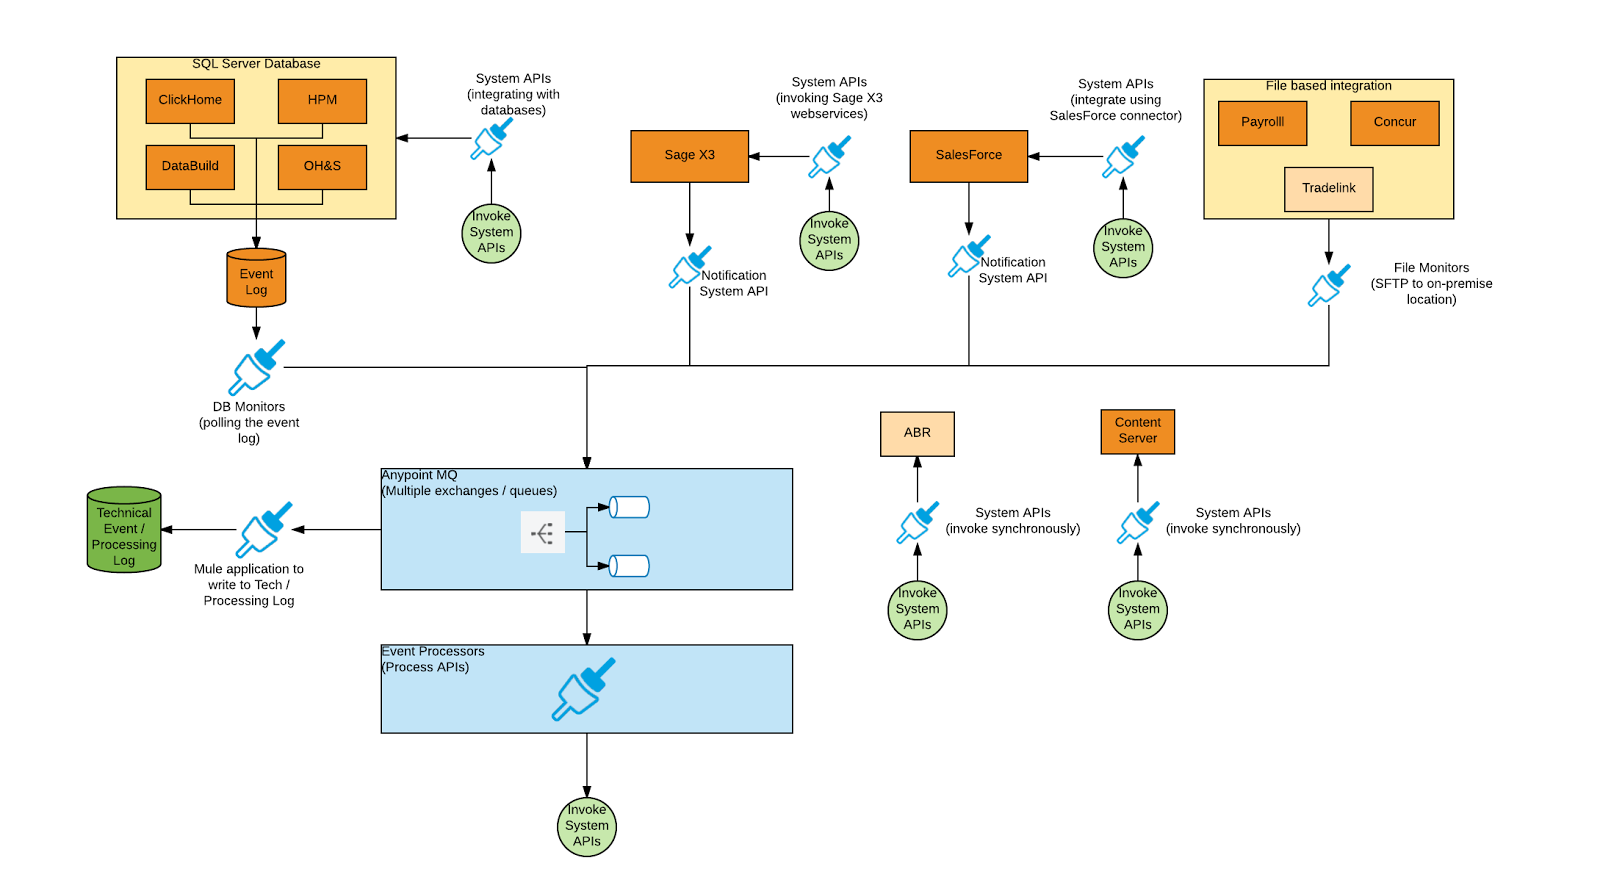 SQL Server Database
ClickHome
HPM
DataBuild
OH&S
System APIs
(integrating with
databases)
Invoke
System
APIs
System APIs
(invoking Sage X3
webservices)
Sage X3
Invoke
System
APIs
Notification
System API
System APIs
(integrate using
SalesForce connector)
SalesForce
Invoke
System
APIs
Notification
System API
File based integration
Payrolll
Concur
Tradelink
File Monitors
(SFTP to on-premise
location)
Event
Log
DB Monitors
(polling the event
log)
Anypoint MQ
(Multiple exchanges / queues)
Technical
Event /
Processing
Log
Mule application to
write to Tech /
Processing Log
Event Processors
(Process APIs)
Invoke
System
APIs
ABR
System APIs
(invoke synchronously)
Invoke
System
APIs
Content
Server
System APIs
(invoke synchronously)
Invoke
System
APIs